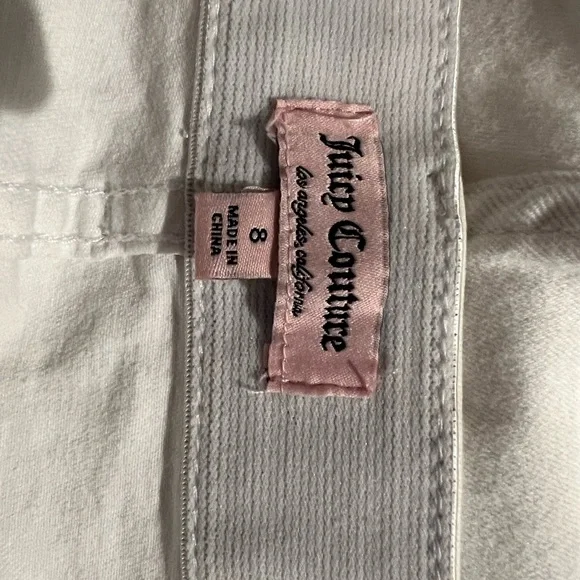 Juicy Couture
los angeles, california
8
MADE IN
CHINA